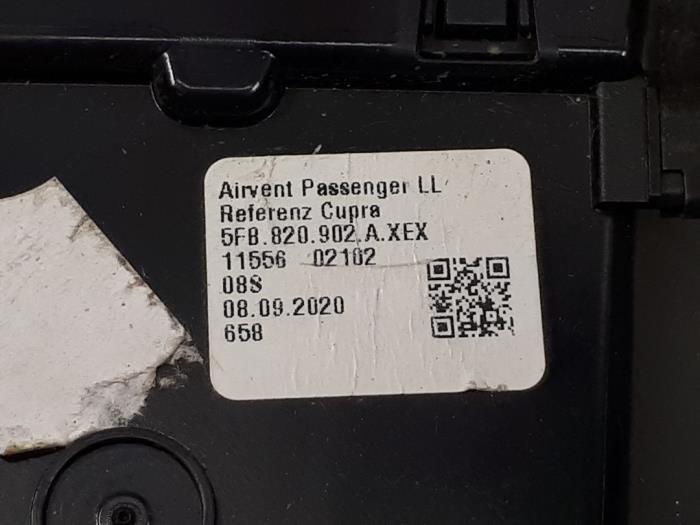 Airvent Passenger LL
Referenz Cupra
5FB.820.902.A.XEX
11556 02102
08S
08.09.2020
658